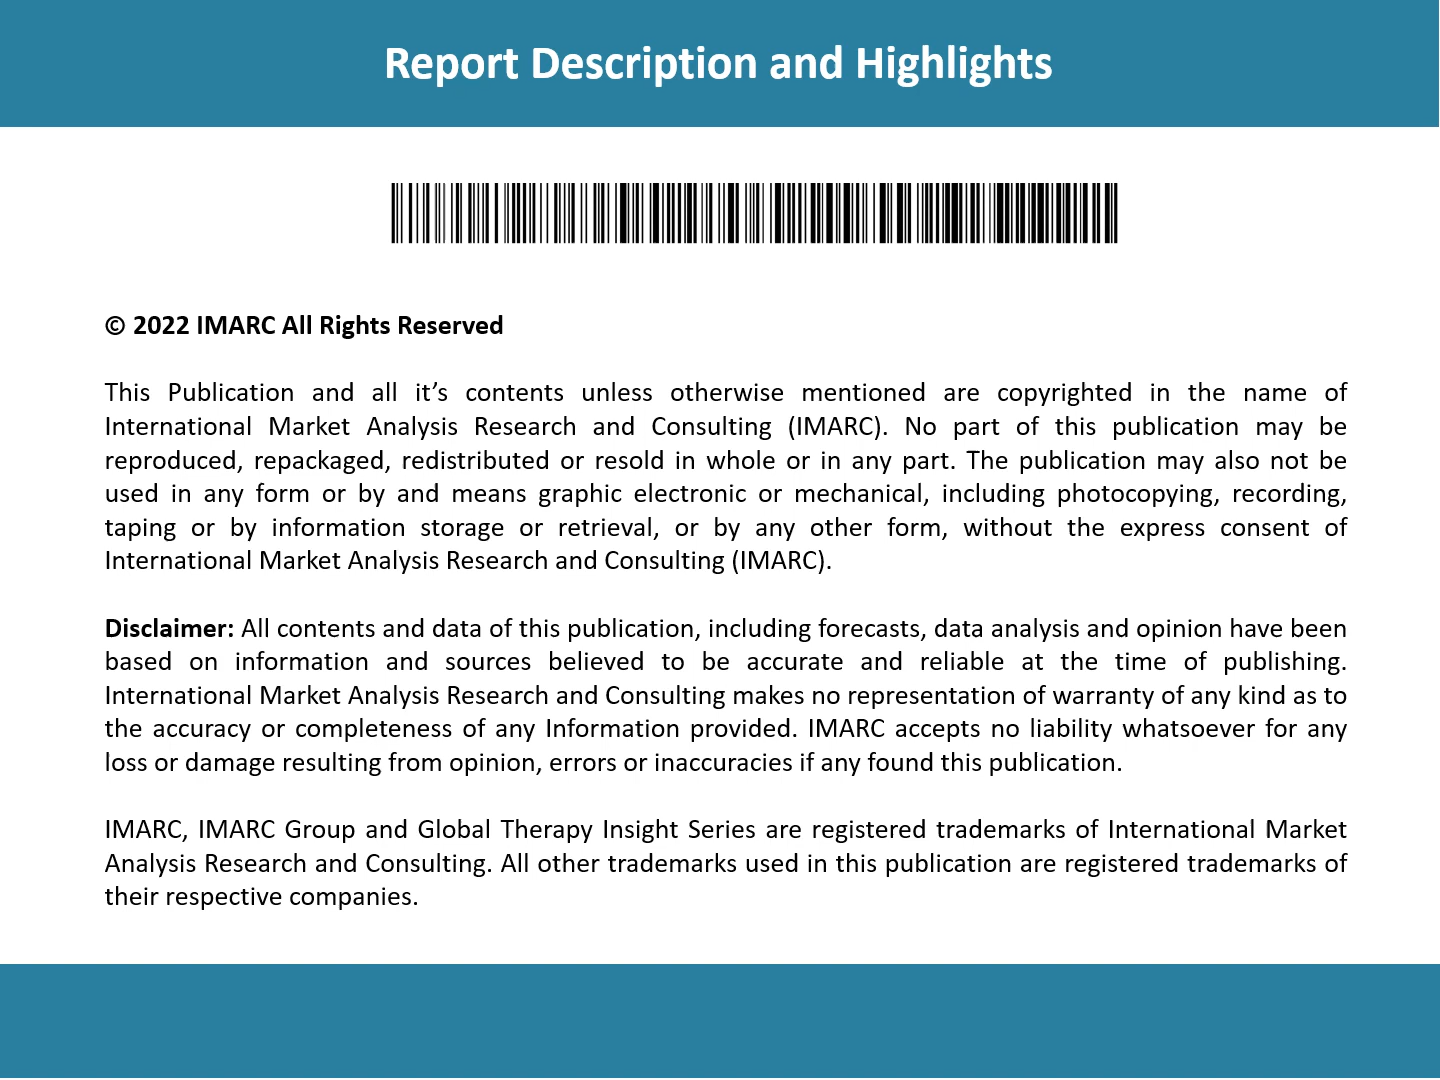 Report Description and Highlights
© 2022 IMARC All Rights Reserved
This Publication and all it’s contents unless otherwise mentioned are copyrighted in the name of
International Market Analysis Research and Consulting (IMARC). No part of this publication may be
reproduced, repackaged, redistributed or resold in whole or in any part. The publication may also not be
used in any form or by and means graphic electronic or mechanical, including photocopying, recording,
taping or by information storage or retrieval, or by any other form, without the express consent of
International Market Analysis Research and Consulting (IMARC).
Disclaimer: All contents and data of this publication, including forecasts, data analysis and opinion have been
based on information and sources believed to be accurate and reliable at the time of publishing.
International Market Analysis Research and Consulting makes no representation of warranty of any kind as to
the accuracy or completeness of any Information provided. IMARC accepts no liability whatsoever for any
loss or damage resulting from opinion, errors or inaccuracies if any found this publication.
IMARC, IMARC Group and Global Therapy Insight Series are registered trademarks of International Market
Analysis Research and Consulting. All other trademarks used in this publication are registered trademarks of
their respective companies.